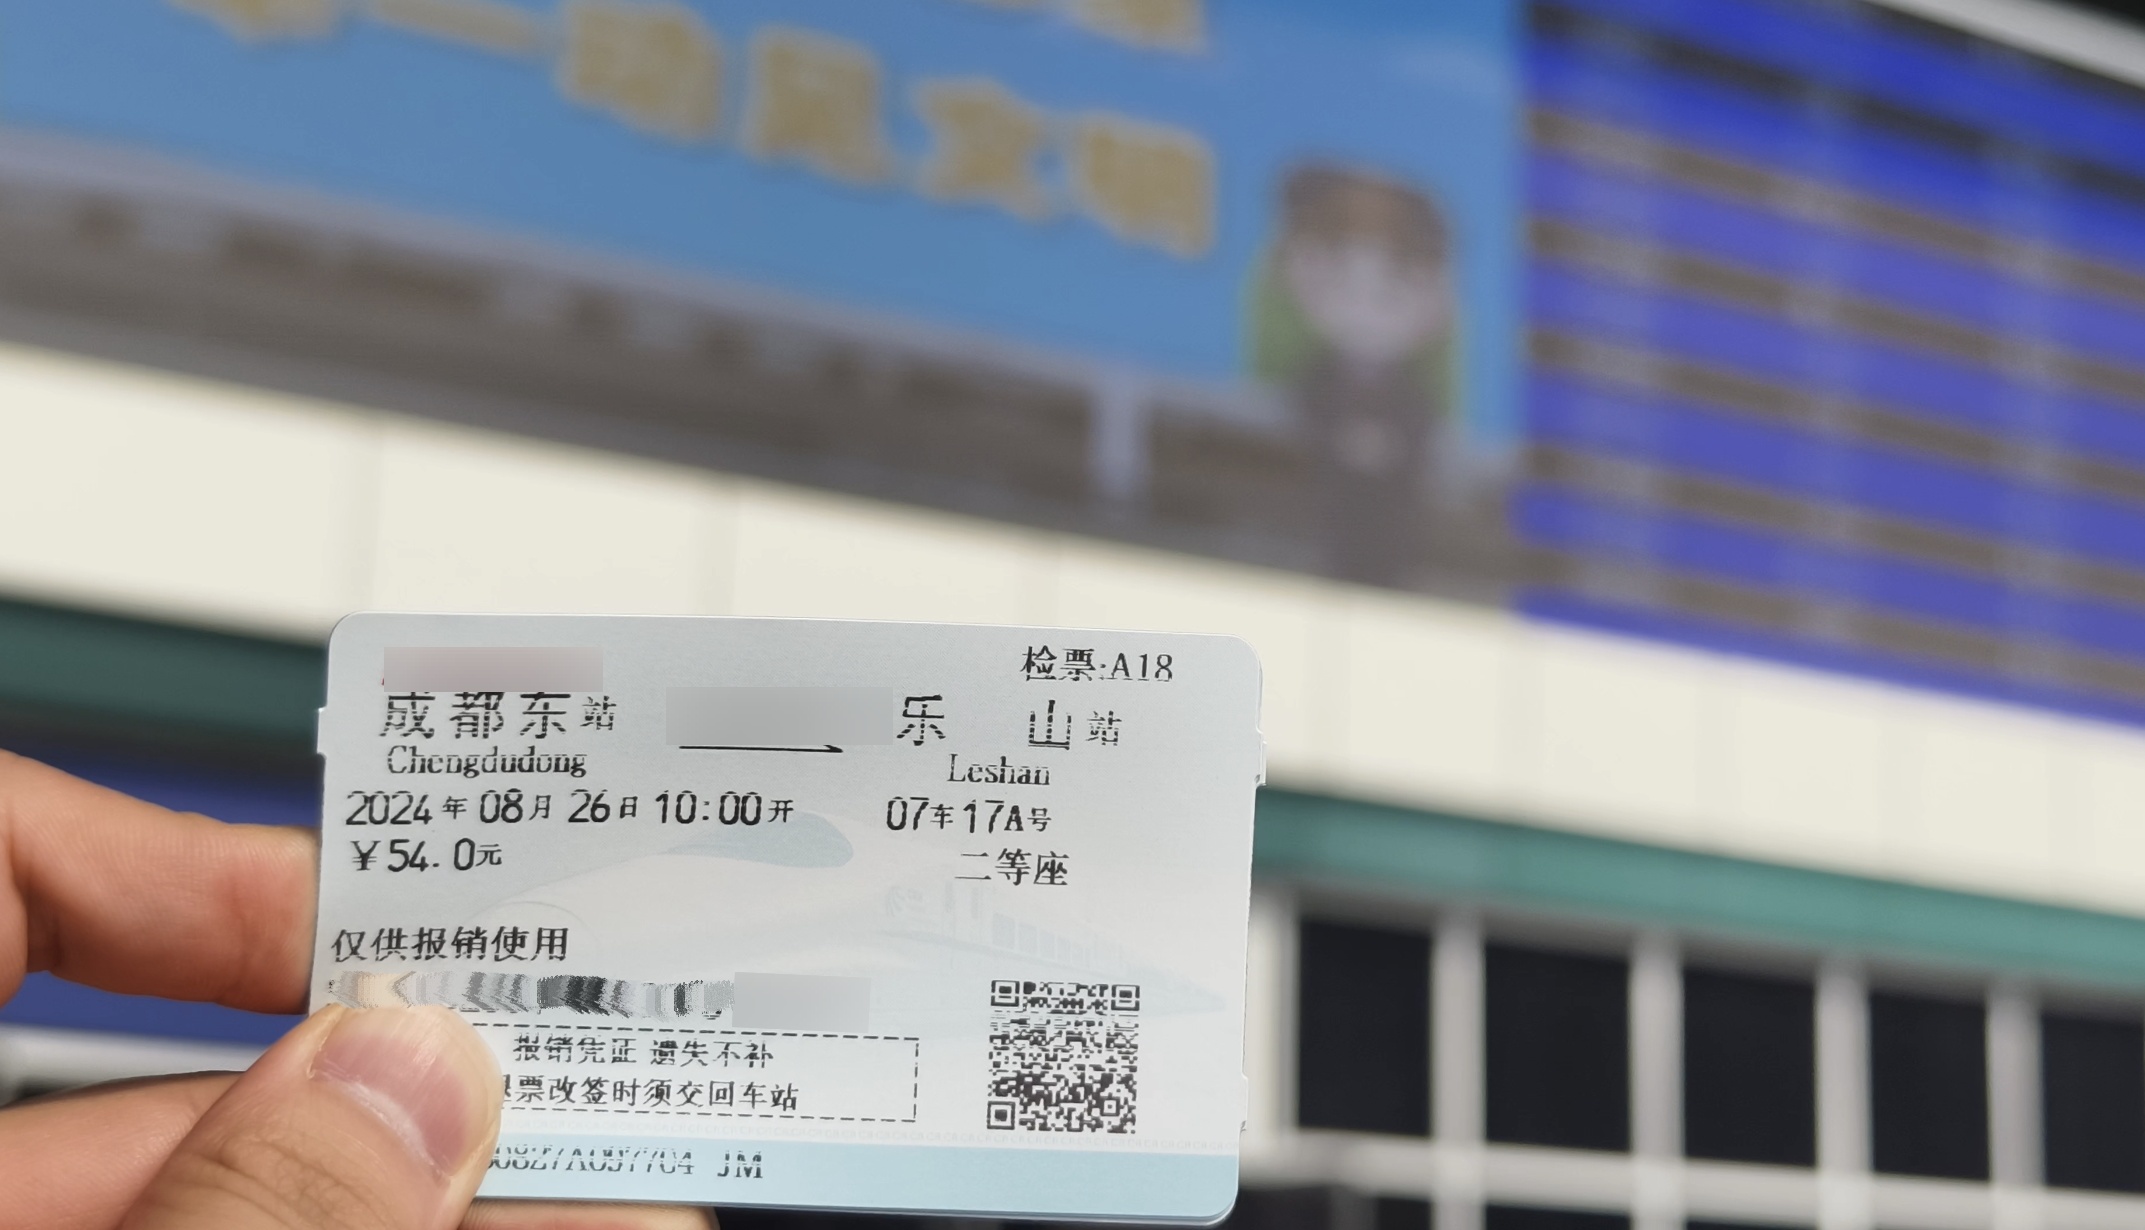 检票:A18
成都东站 乐山站
Chengdudong Leshan
2024年08月26日10:00开 07车17A号
¥54.0元 二等座
仅供报销使用
报销凭证 遗失不补
票改签时须交回车站
JM